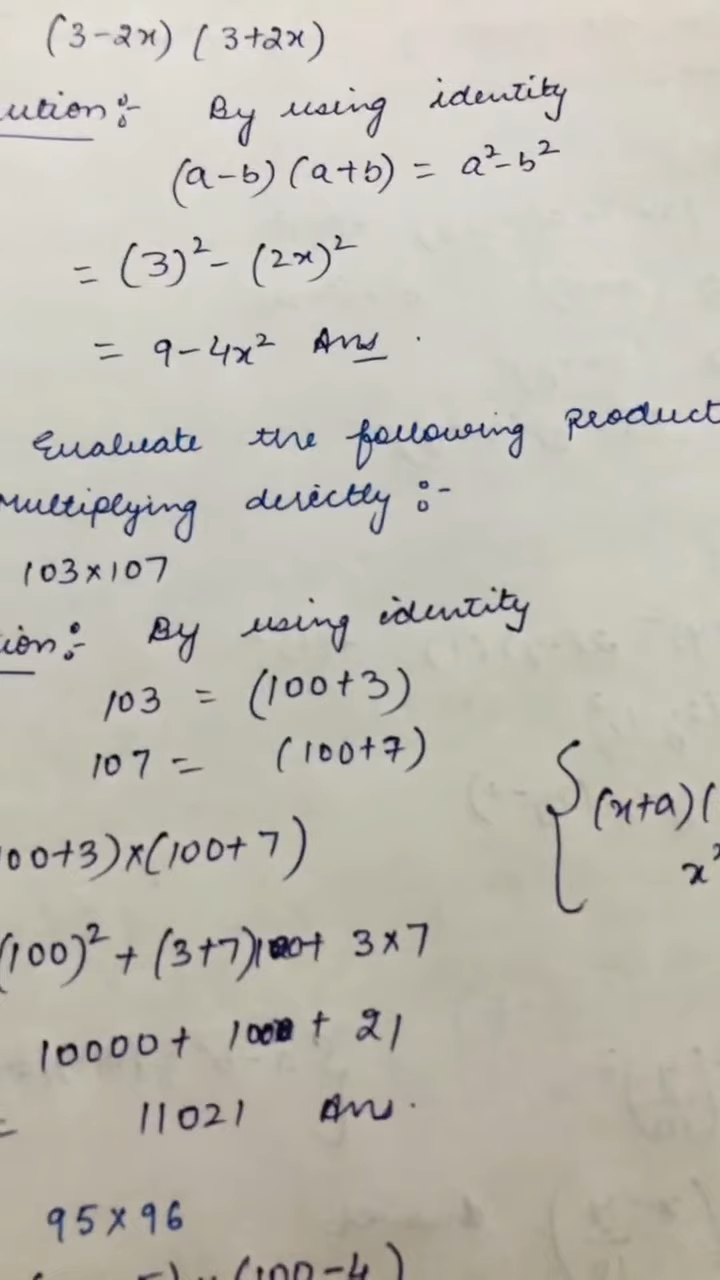 (3-2x) (3+2x)
ution:- By using identity
(a-b) (a+b) = a²-b²
= (3)² - (2x)²
= 9-4x² Ans.
Evaluate the following product
Multiplying directly :-
103×107
ion:- By using identity
103 = (100+3)
107 = (100+7)
00+3)×(100+7)
{(x+a)(
x²
(100)² + (3+7)100+ 3×7
10000+ 1000 + 21
= 11021 Ans.
95×96
(100-4)